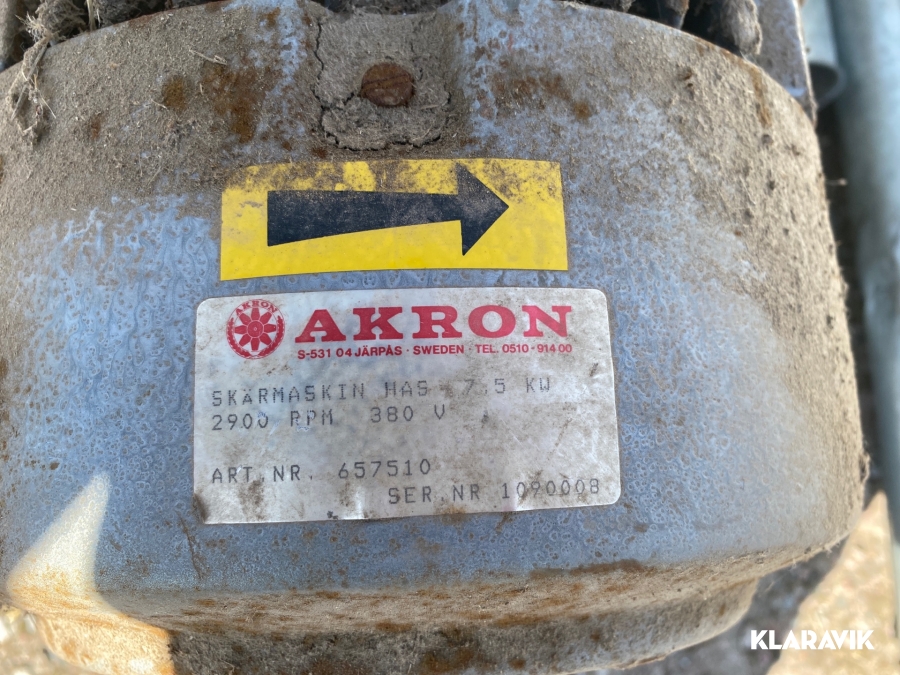 AKRON
AKRON
S-531 04 JÄRPÅS · SWEDEN · TEL. 0510 - 914 00
SKÄRMASKIN HAS 7,5 KW
2900 RPM 380 V
ART.NR. 657510
SER.NR 1090008
KLARAVIK